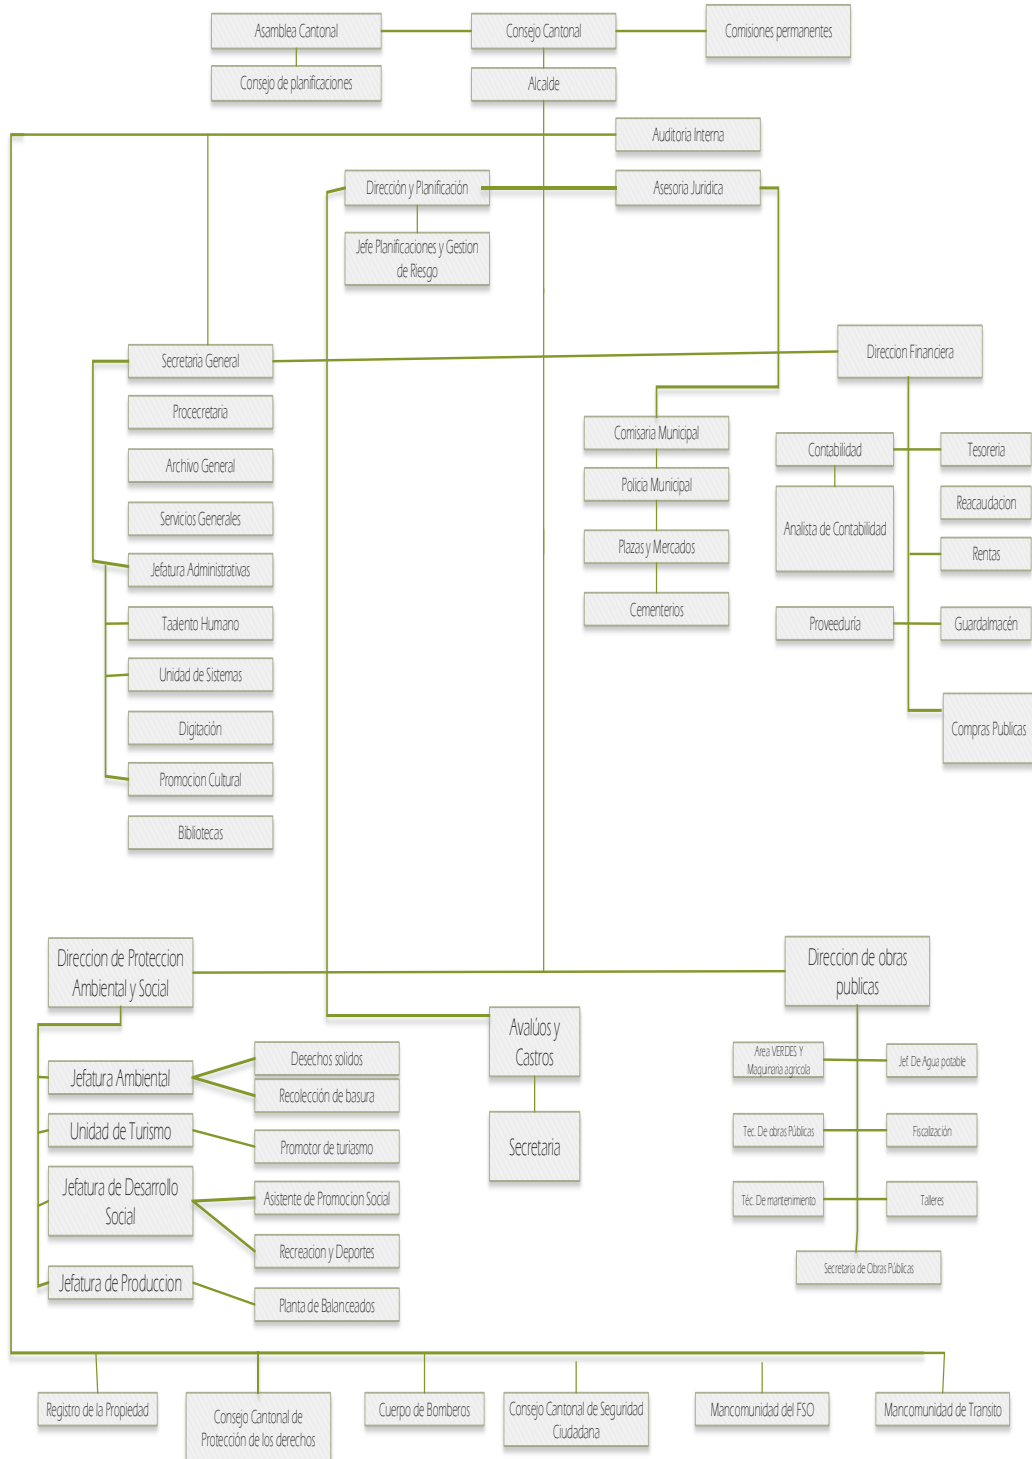 Asamblea Cantonal
Consejo Cantonal
Comisiones permanentes
Consejo de planificaciones
Alcalde
Auditoria Interna
Dirección y Planificación
Asesoria Juridica
Jefe Planificaciones y Gestion
de Riesgo
Secretaria General
Direccion Financiera
Procecretaria
Archivo General
Servicios Generales
Jefatura Administrativas
Taalento Humano
Unidad de Sistemas
Digitación
Promocion Cultural
Bibliotecas
Comisaria Municipal
Policia Municipal
Plazas y Mercados
Cementerios
Contabilidad
Tesoreria
Analista de Contabilidad
Reacaudacion
Rentas
Proveeduría
Guardalmacén
Compras Publicas
Direccion de Proteccion
Ambiental y Social
Direccion de obras
publicas
Avalúos y
Castros
Secretaria
Jefatura Ambiental
Desechos solidos
Recolección de basura
Unidad de Turismo
Promotor de turiasmo
Jefatura de Desarrollo
Social
Asistente de Promocion Social
Recreacion y Deportes
Jefatura de Produccion
Planta de Balanceados
Area VERDES Y
Maquinaria agricola
Jef. De Agua potable
Tec. De obras Públicas
Fiscalización
Téc. De mantenimiento
Talleres
Secretaria de Obras Públicas
Registro de la Propiedad
Consejo Cantonal de
Protección de los derechos
Cuerpo de Bomberos
Consejo Cantonal de Seguridad
Ciudadana
Mancomunidad del FSO
Mancomunidad de Transito